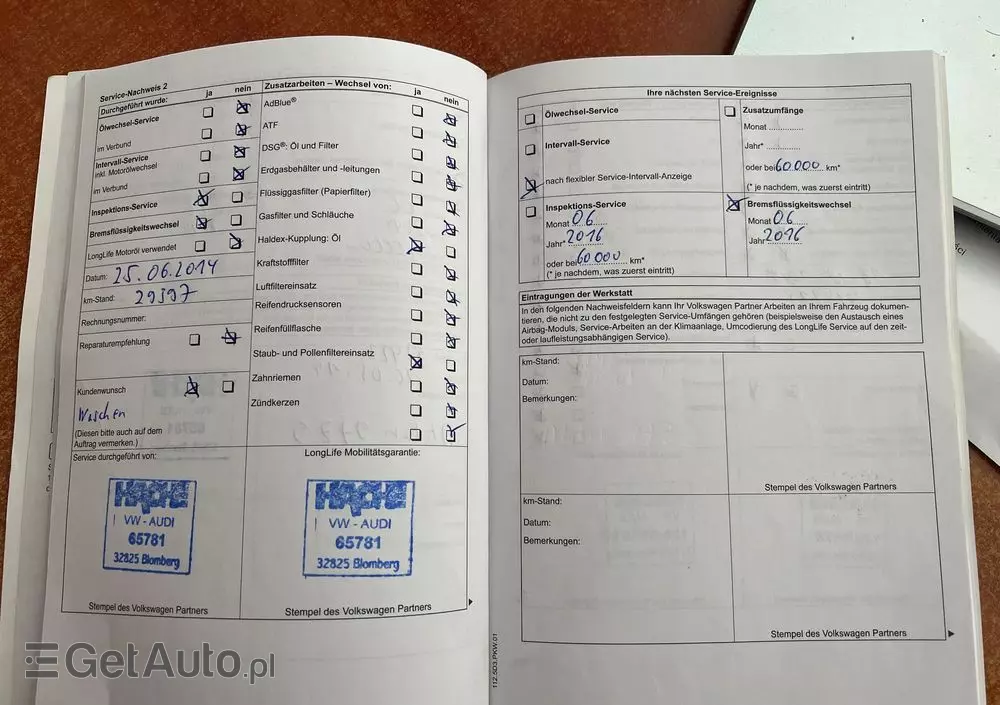 Service-Nachweis 2
Durchgeführt wurde: ja nein
Ölwechsel-Service
im Verbund
Intervall-Service
inkl. Motorölwechsel
im Verbund
Inspektions-Service
Bremsflüssigkeitswechsel
LongLife Motoröl verwendet
Datum: 25.06.2014
km-Stand: 29597
Rechnungsnummer:
Reparaturempfehlung
Kundenwunsch
Waschen
(Diesen bitte auch auf dem
Auftrag vermerken.)
Zusatzarbeiten – Wechsel von: ja nein
AdBlue®
ATF
DSG®: Öl und Filter
Erdgasbehälter und -leitungen
Flüssiggasfilter (Papierfilter)
Gasfilter und Schläuche
Haldex-Kupplung: Öl
Kraftstofffilter
Luftfiltereinsatz
Reifendrucksensoren
Reifenfüllflasche
Staub- und Pollenfiltereinsatz
Zahnriemen
Zündkerzen
Service durchgeführt von:
VW - AUDI
65781
32825 Blomberg
Stempel des Volkswagen Partners
LongLife Mobilitätsgarantie:
VW - AUDI
65781
32825 Blomberg
Stempel des Volkswagen Partners
Ihre nächsten Service-Ereignisse
Ölwechsel-Service
Intervall-Service
nach flexibler Service-Intervall-Anzeige
Zusatzumfänge
Monat ..............
Jahr* ..............
oder bei 60.000 km*
(* je nachdem, was zuerst eintritt)
Inspektions-Service
Monat 06
Jahr* 2016
oder bei 60 000 km*
(* je nachdem, was zuerst eintritt)
Bremsflüssigkeitswechsel
Monat 06
Jahr 2016
Eintragungen der Werkstatt
In den folgenden Nachweisfeldern kann Ihr Volkswagen Partner Arbeiten an Ihrem Fahrzeug dokumen-
tieren, die nicht zu den festgelegten Service-Umfängen gehören (beispielsweise den Austausch eines
Airbag-Moduls, Service-Arbeiten an der Klimaanlage, Umcodierung des LongLife Service auf den zeit-
oder laufleistungsabhängigen Service).
km-Stand:
Datum:
Bemerkungen:
Stempel des Volkswagen Partners
km-Stand:
Datum:
Bemerkungen:
Stempel des Volkswagen Partners
112.5D3.PKW.01
GetAuto.pl